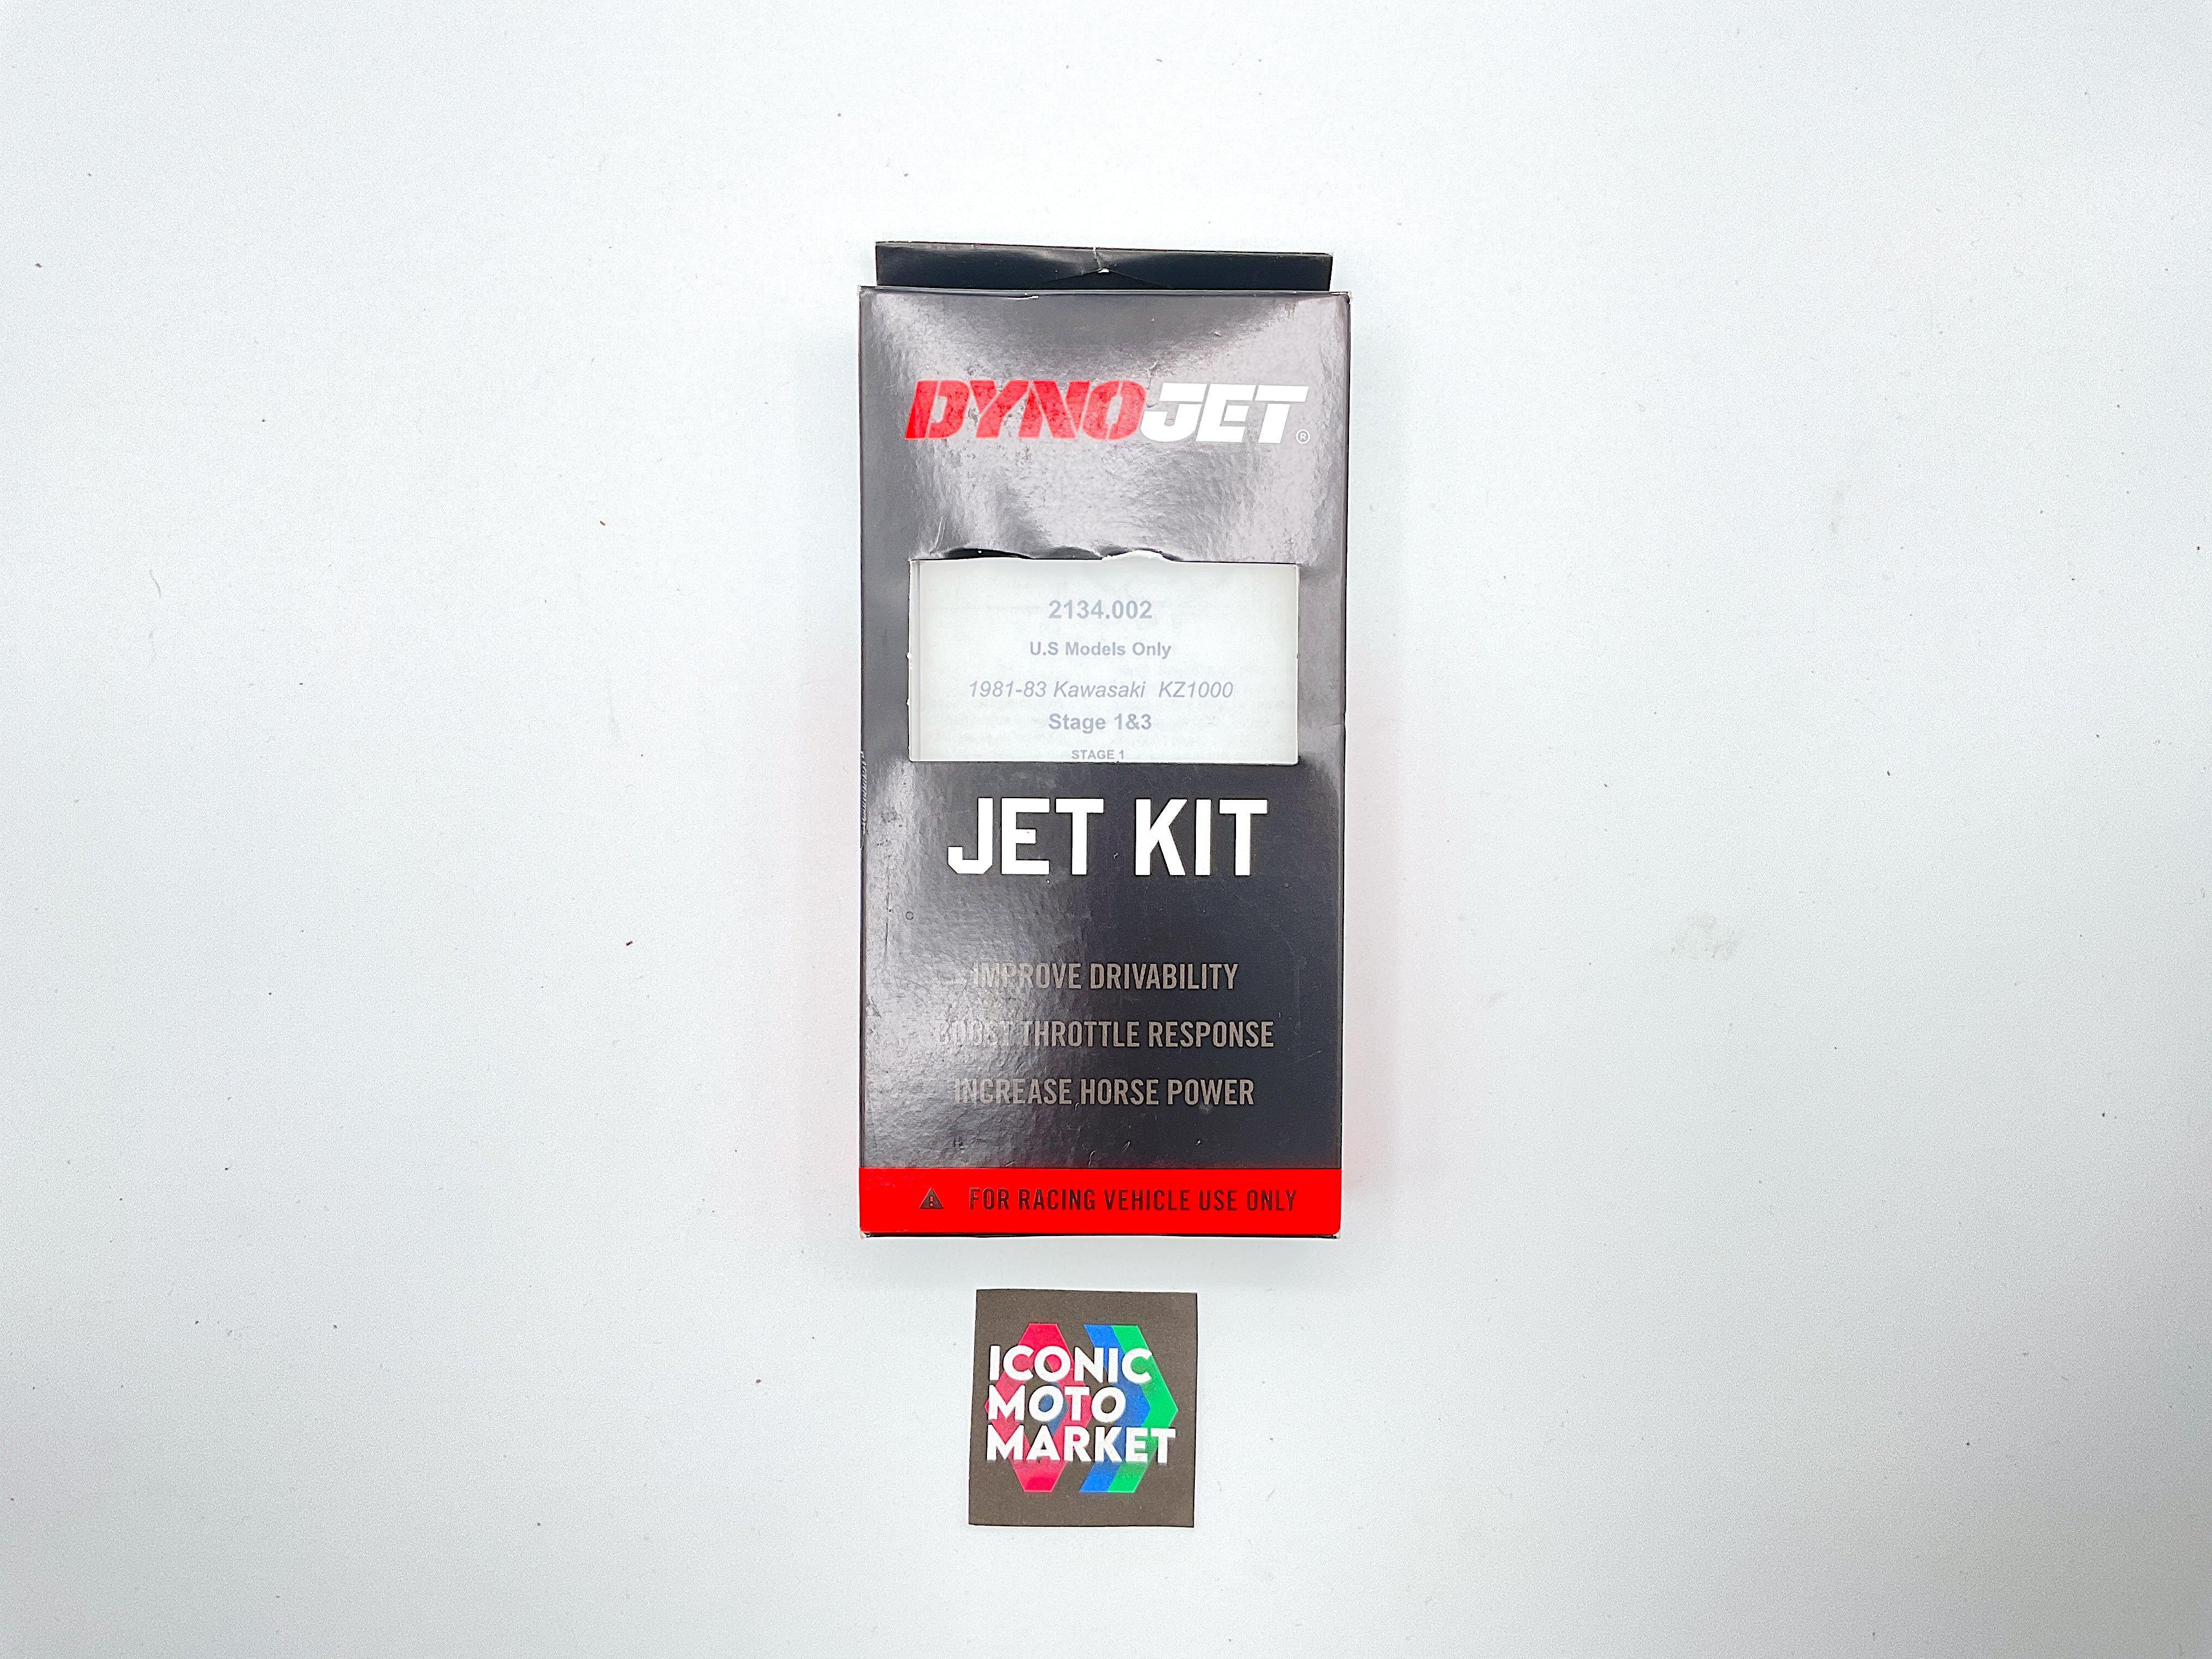 DYNOJET®
2134.002
U.S Models Only
1981-83 Kawasaki KZ1000
Stage 1&3
STAGE 1
JET KIT
IMPROVE DRIVABILITY
BOOST THROTTLE RESPONSE
INCREASE HORSE POWER
FOR RACING VEHICLE USE ONLY
ICONIC
MOTO
MARKET